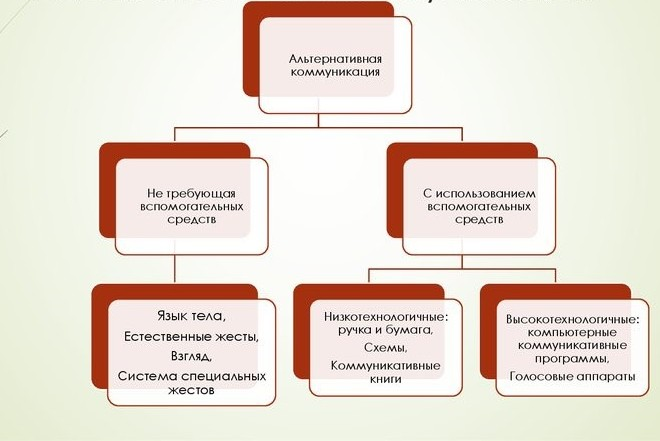 Альтернативная
коммуникация
Не требующая
вспомогательных
средств
С использованием
вспомогательных
средств
Язык тела,
Естественные жесты,
Взгляд,
Система специальных
жестов
Низкотехнологичные:
ручка и бумага,
Схемы,
Коммуникативные
книги
Высокотехнологичные:
компьютерные
коммуникативные
программы,
Голосовые аппараты